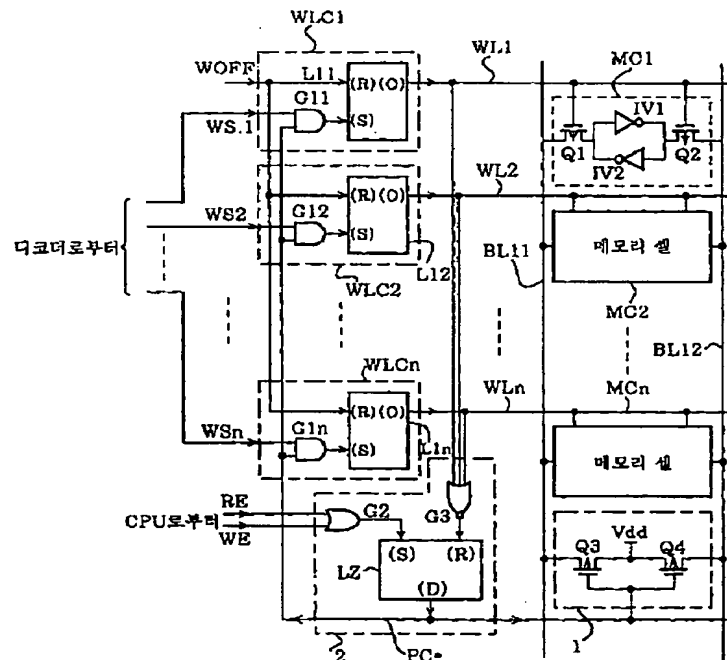 WLC1
WOFF
L11
(R)(O)
WL1
MC1
G11
(S)
WS.1
IV1
Q1
IV2
Q2
WL2
(R)(O)
WS2
G12
(S)
디코더로부터
BL11
메모리 셀
L12
WLC2
MC2
BL12
WLCn
(R)(O)
WLn
MCn
G1n
WSn
(S)
L1n
메모리 셀
RE
CPU로부터
WE
G2
G3
Vdd
Q3
Q4
LZ
(S)
(R)
(D)
2
PC
1